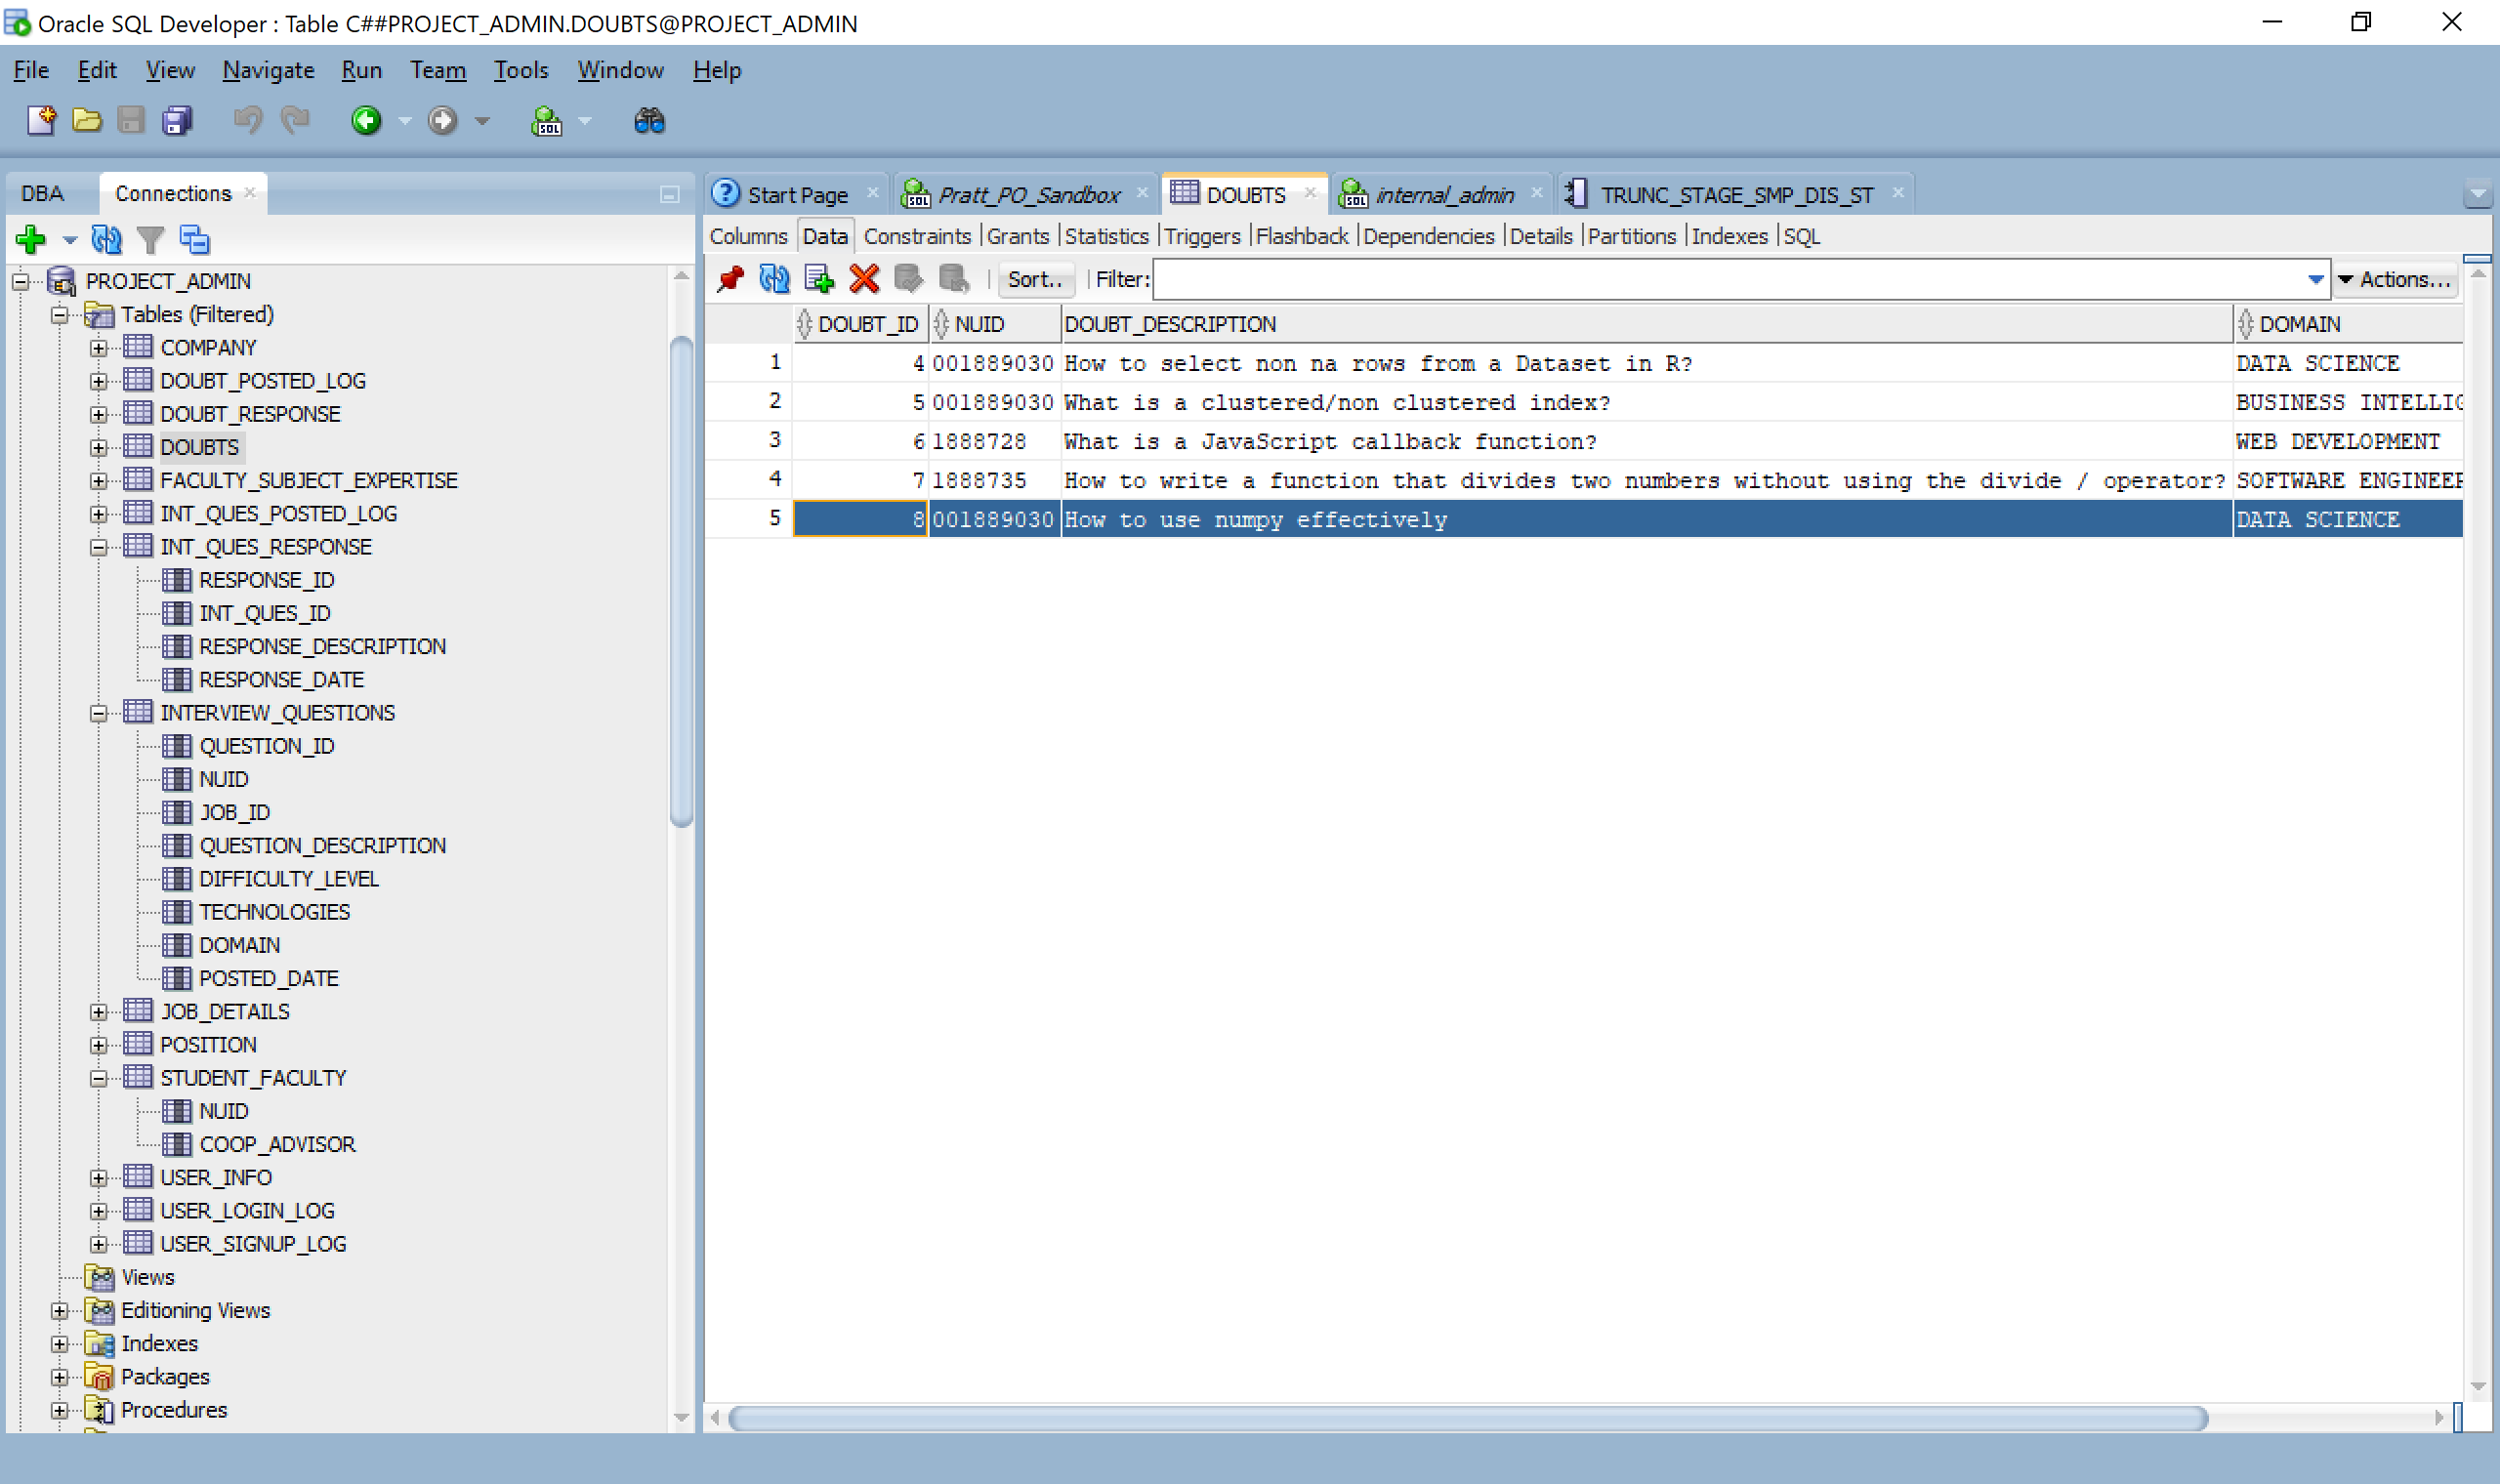 Oracle SQL Developer : Table C##PROJECT_ADMIN.DOUBTS@PROJECT_ADMIN
File Edit View Navigate Run Team Tools Window Help
SQL
DBA Connections
Start Page Pratt_PO_Sandbox DOUBTS internal_admin TRUNC_STAGE_SMP_DIS_ST
Columns Data Constraints Grants Statistics Triggers Flashback Dependencies Details Partitions Indexes SQL
Sort.. Filter: Actions...
DOUBT_ID NUID DOUBT_DESCRIPTION DOMAIN
1 4 001889030 How to select non na rows from a Dataset in R? DATA SCIENCE
2 5 001889030 What is a clustered/non clustered index? BUSINESS INTELLIG
3 6 1888728 What is a JavaScript callback function? WEB DEVELOPMENT
4 7 1888735 How to write a function that divides two numbers without using the divide / operator? SOFTWARE ENGINEER
5 8 001889030 How to use numpy effectively DATA SCIENCE
PROJECT_ADMIN
Tables (Filtered)
COMPANY
DOUBT_POSTED_LOG
DOUBT_RESPONSE
DOUBTS
FACULTY_SUBJECT_EXPERTISE
INT_QUES_POSTED_LOG
INT_QUES_RESPONSE
RESPONSE_ID
INT_QUES_ID
RESPONSE_DESCRIPTION
RESPONSE_DATE
INTERVIEW_QUESTIONS
QUESTION_ID
NUID
JOB_ID
QUESTION_DESCRIPTION
DIFFICULTY_LEVEL
TECHNOLOGIES
DOMAIN
POSTED_DATE
JOB_DETAILS
POSITION
STUDENT_FACULTY
NUID
COOP_ADVISOR
USER_INFO
USER_LOGIN_LOG
USER_SIGNUP_LOG
Views
Editioning Views
Indexes
Packages
Procedures